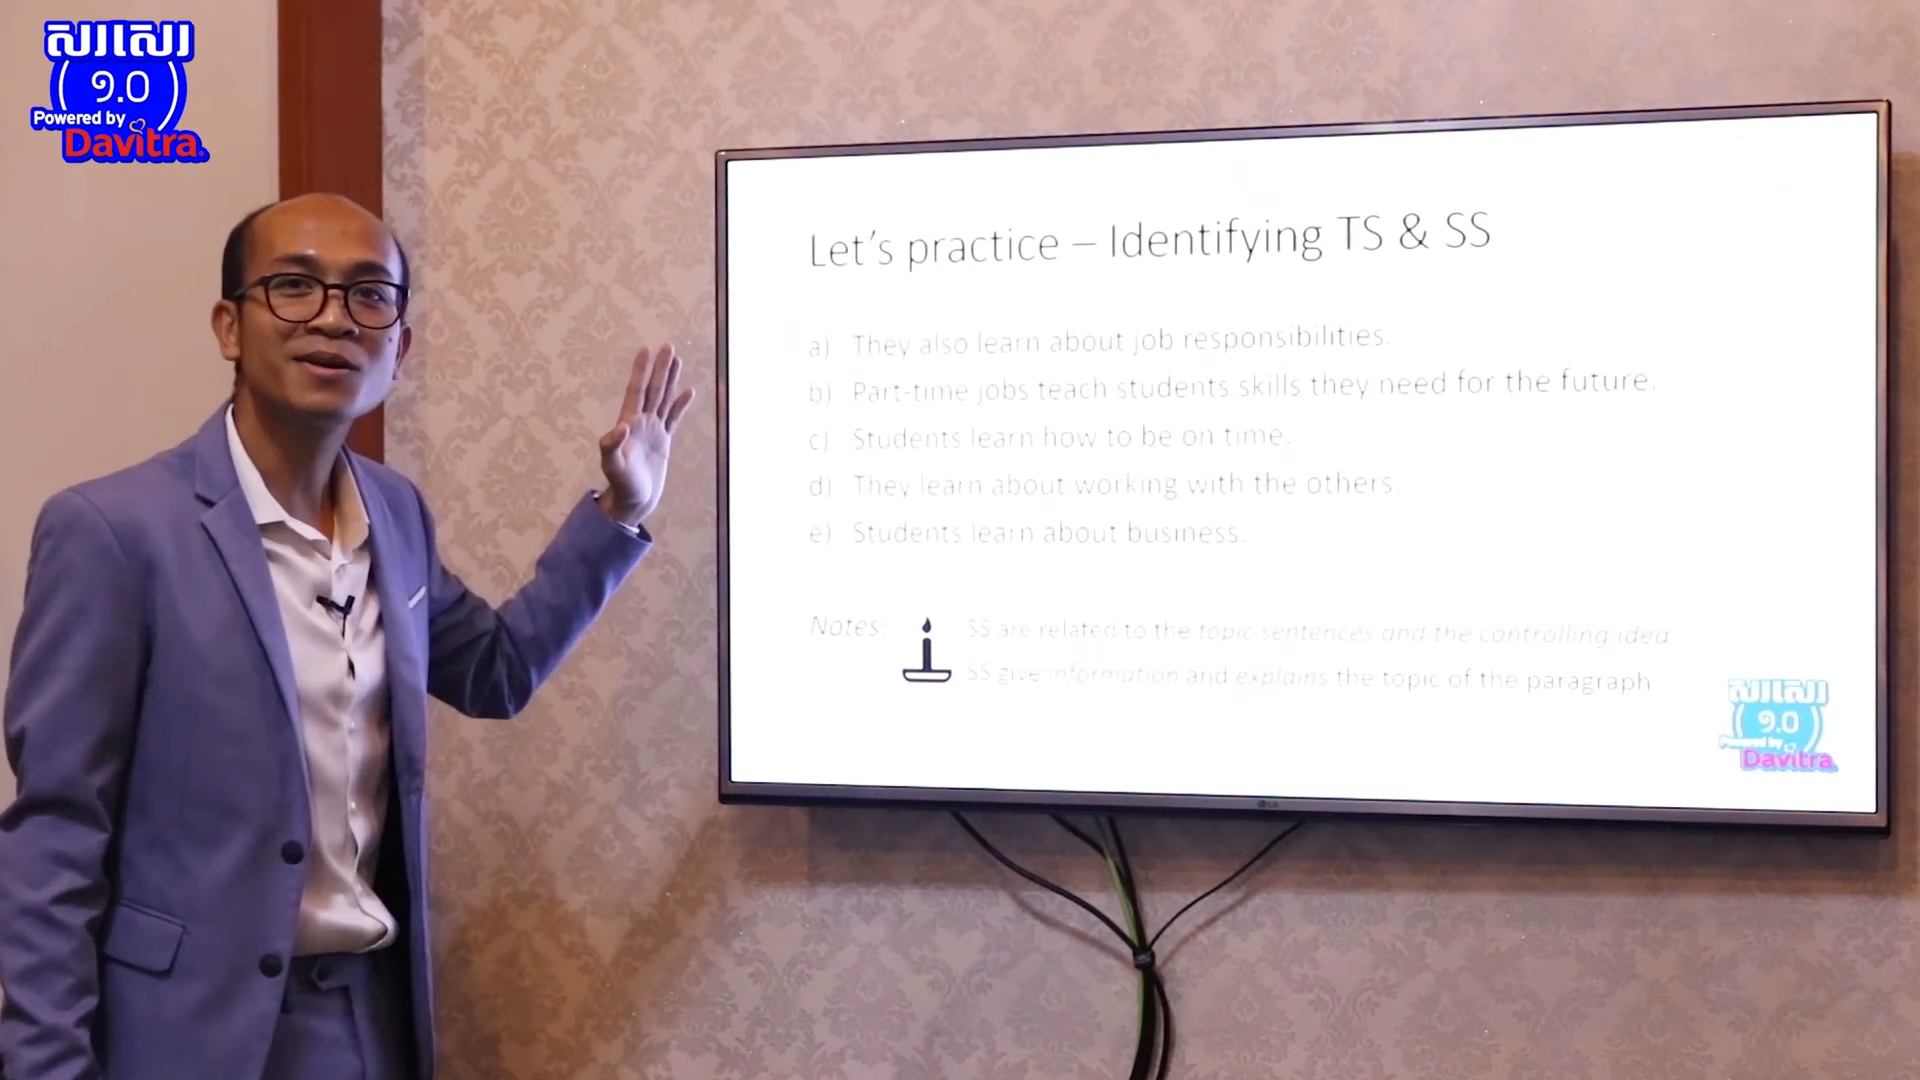 សរសេរ
១.០
Powered by
Davitra.
Let's practice – Identifying TS & SS
a) They also learn about job responsibilities.
b) Part-time jobs teach students skills they need for the future.
c) Students learn how to be on time.
d) They learn about working with the others.
e) Students learn about business.
Notes:
SS are related to the topic sentences and the controlling idea
SS give information and explains the topic of the paragraph
សរសេរ
១.០
Powered by
Davitra.
LG